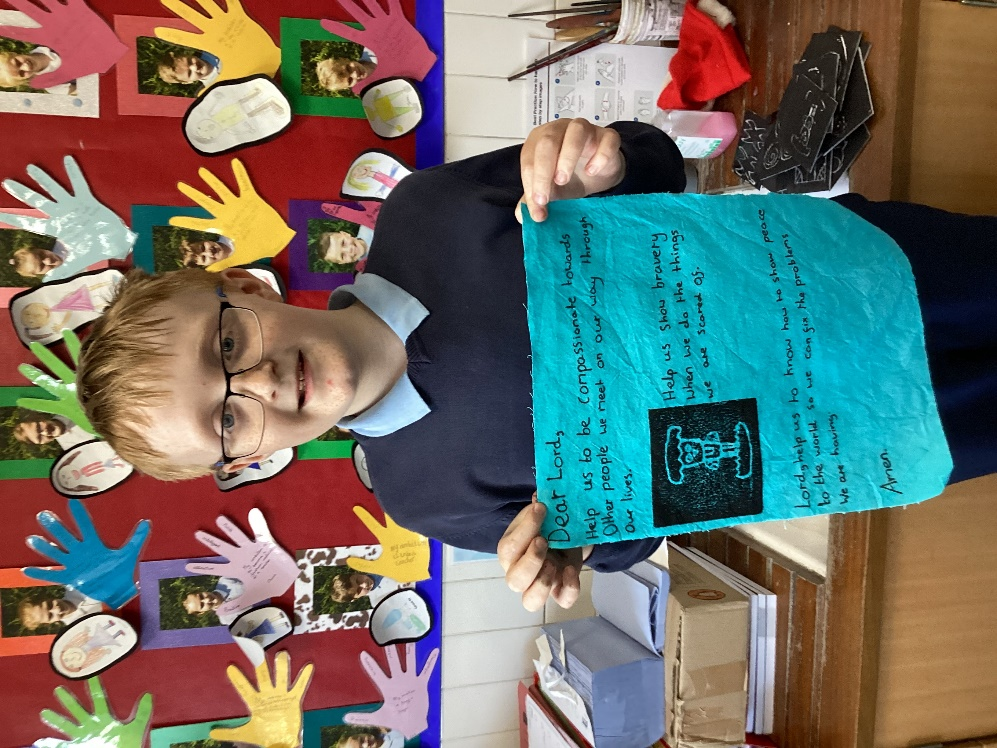 Dear Lord,
Help us to be Compassionate towards
Other people we meet on our way through
Our lives.
Help us Show bravery
When we do the things
we are scared of.
Lord, help us to know how to show peace
to the world so we can fix the problems
We are having
Amen.